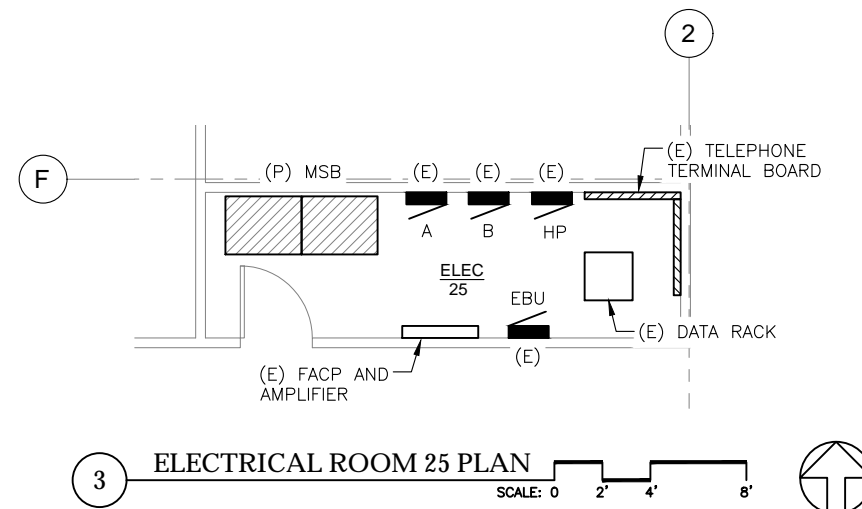 2
F
(P) MSB
(E)
(E)
(E)
(E) TELEPHONE
TERMINAL BOARD
A
B
HP
ELEC
25
EBU
(E) DATA RACK
(E)
(E) FACP AND
AMPLIFIER
3
ELECTRICAL ROOM 25 PLAN
SCALE: 0 2' 4' 8'